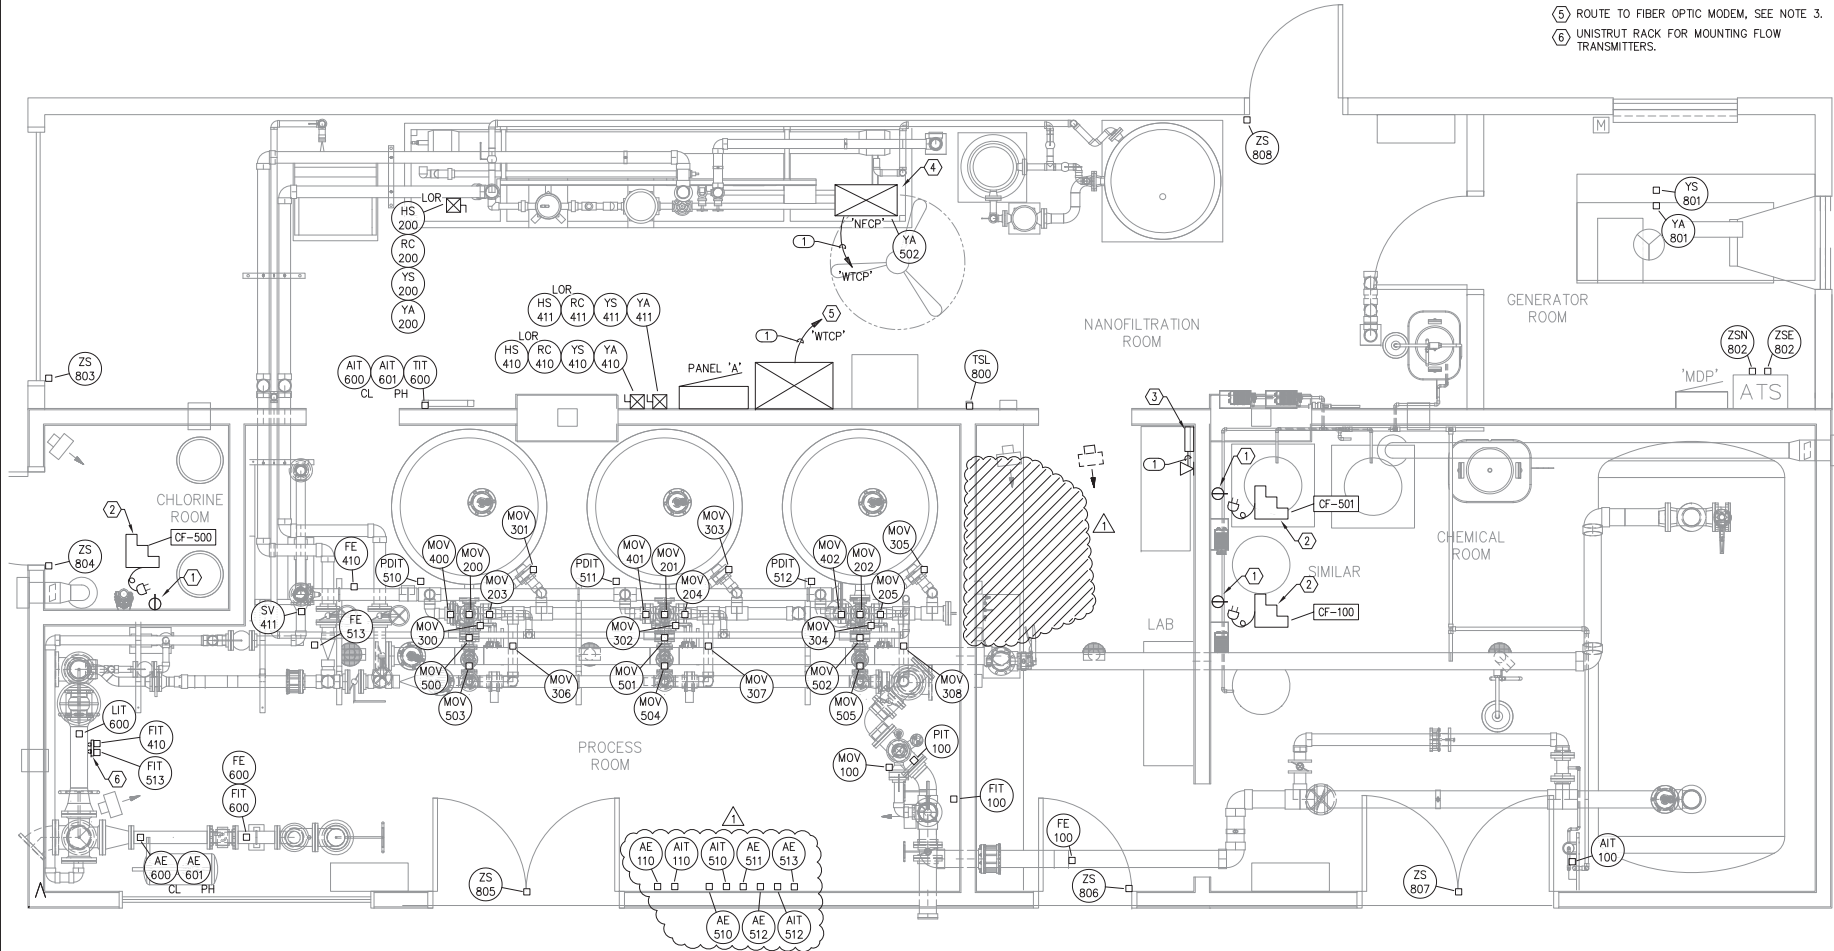 5 ROUTE TO FIBER OPTIC MODEM, SEE NOTE 3.
6 UNISTRUT RACK FOR MOUNTING FLOW
TRANSMITTERS.
ZS
808
M
YS
801
YA
801
4
LOR
HS
200
RC
200
YS
200
YA
200
'NFCP'
1
YA
502
'WTCP'
GENERATOR
ROOM
NANOFILTRATION
ROOM
LOR
HS
411
RC
411
YS
411
YA
411
5
'WTCP'
1
LOR
HS
410
RC
410
YS
410
YA
410
ZSN
802
ZSE
802
ZS
803
AIT
600
AIT
601
TIT
600
CL
PH
PANEL 'A'
TSL
800
'MDP'
ATS
3
1
CHLORINE
ROOM
2
CF-500
1
ZS
804
1
CF-501
2
CHEMICAL
ROOM
SIMILAR
1
2
CF-100
1
MOV
301
MOV
303
MOV
305
FE
410
PDIT
510
MOV
400
MOV
200
MOV
203
PDIT
511
MOV
401
MOV
201
MOV
204
PDIT
512
MOV
402
MOV
202
MOV
205
SV
411
FE
513
MOV
300
MOV
302
MOV
304
LAB
MOV
500
MOV
306
MOV
501
MOV
307
MOV
502
MOV
308
MOV
503
MOV
504
MOV
505
LIT
600
FIT
410
FIT
513
6
PROCESS
ROOM
PIT
100
MOV
100
FE
600
FIT
600
FIT
100
1
AE
110
AIT
110
AIT
510
AE
511
AE
513
FE
100
AIT
100
AE
600
AE
601
CL
PH
ZS
805
ZS
806
ZS
807
AE
510
AE
512
AIT
512